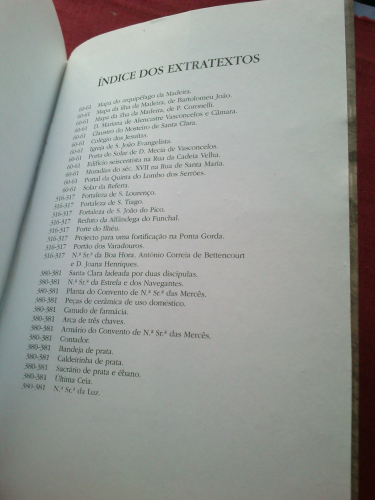 ÍNDICE DOS EXTRATEXTOS
60-61 Mapa do arquipélago da Madeira.
60-61 Mapa da ilha da Madeira, de Bartolomeu João.
60-61 Mapa da ilha da Madeira, de P. Coronelli.
60-61 D. Mariana de Alencastre Vasconcelos e Câmara.
60-61 Claustro do Mosteiro de Santa Clara.
60-61 Colégio dos Jesuítas.
60-61 Igreja de S. João Evangelista.
60-61 Porta do Solar de D. Mecia de Vasconcelos.
60-61 Edifício seiscentista na Rua da Cadeia Velha.
60-61 Moradias do séc. XVII na Rua de Santa Maria.
60-61 Portal da Quinta do Lombo dos Serrões.
60-61 Solar da Referta.
316-317 Fortaleza de S. Lourenço.
316-317 Fortaleza de S. Tiago.
316-317 Fortaleza de S. João do Pico.
316-317 Reduto da Alfândega do Funchal.
316-317 Forte do Ilhéu.
316-317 Projecto para uma fortificação na Ponta Gorda.
316-317 Portão dos Varadouros.
316-317 N.ª Sr.ª da Boa Hora, António Correia de Bettencourt
e D. Joana Henriques.
380-381 Santa Clara ladeada por duas discípulas.
380-381 N.ª Sr.ª da Estrela e dos Navegantes.
380-381 Planta do Convento de N.ª Sr.ª das Mercês.
380-381 Peças de cerâmica de uso doméstico.
380-381 Canudo de farmácia.
380-381 Arca de três chaves.
380-381 Armário do Convento de N.ª Sr.ª das Mercês.
380-381 Contador.
380-381 Bandeja de prata.
380-381 Caldeirinha de prata.
380-381 Sacrário de prata e ébano.
380-381 Última Ceia.
380-381 N.ª Sr.ª da Luz.